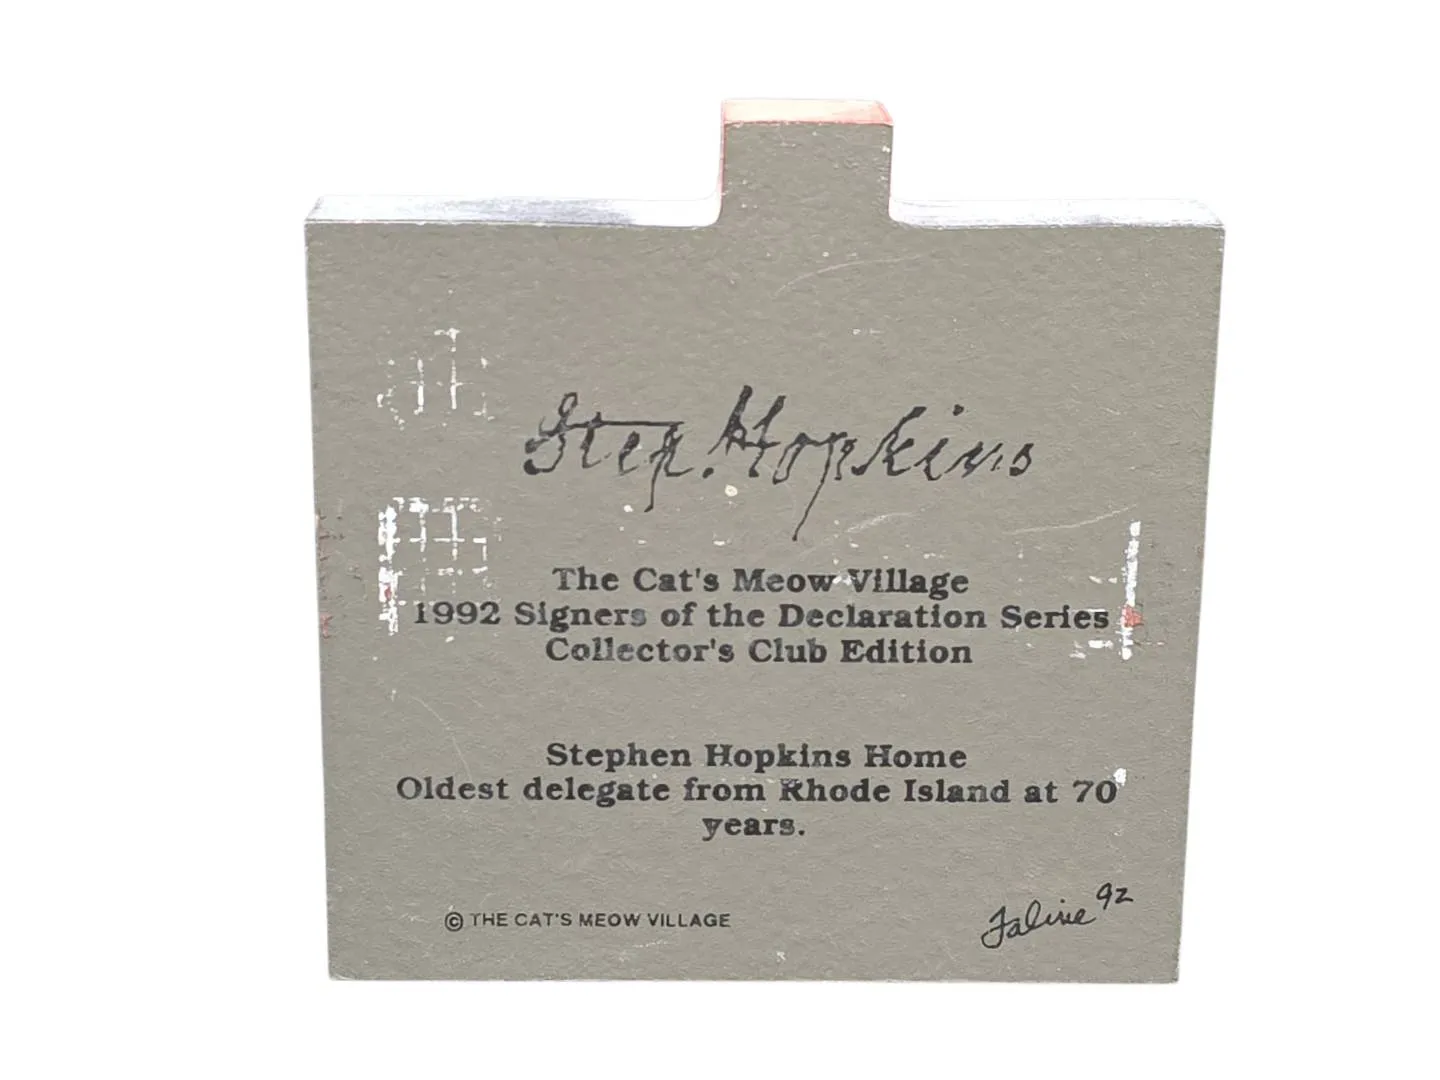 Step. Hopkins
The Cat's Meow Village
1992 Signers of the Declaration Series
Collector's Club Edition
Stephen Hopkins Home
Oldest delegate from Rhode Island at 70
years.
© THE CAT'S MEOW VILLAGE
Faline 92